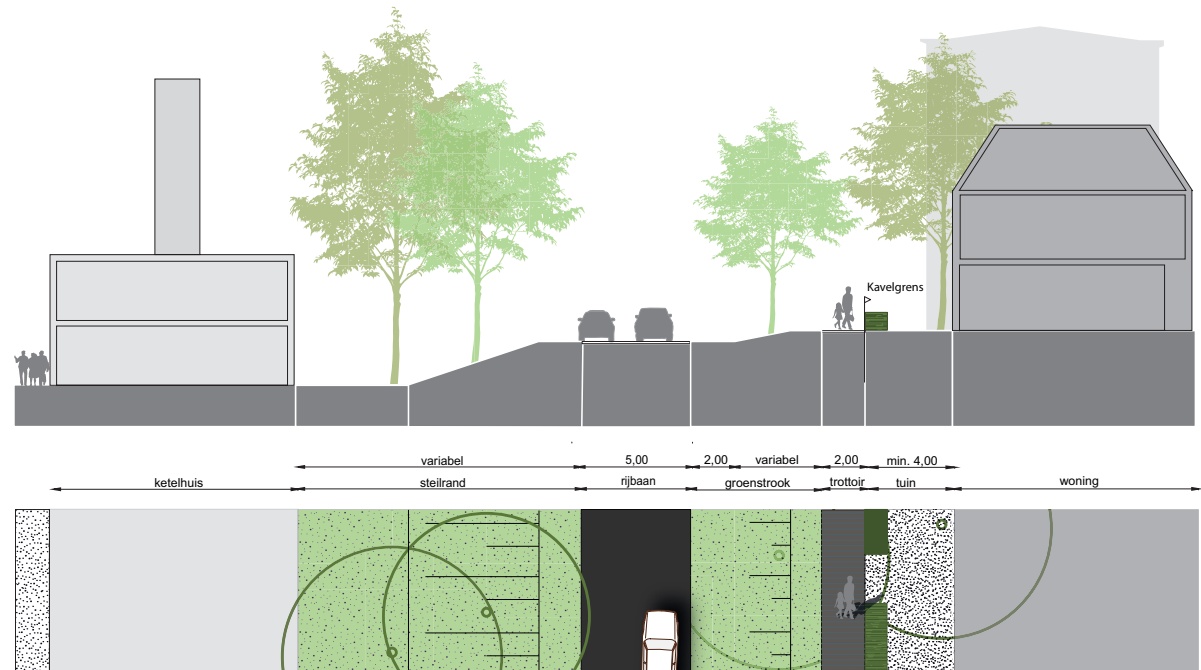 Kavelgrens
variabel 5,00 2,00 variabel 2,00 min. 4,00
ketelhuis steilrand rijbaan groenstrook trottoir tuin woning